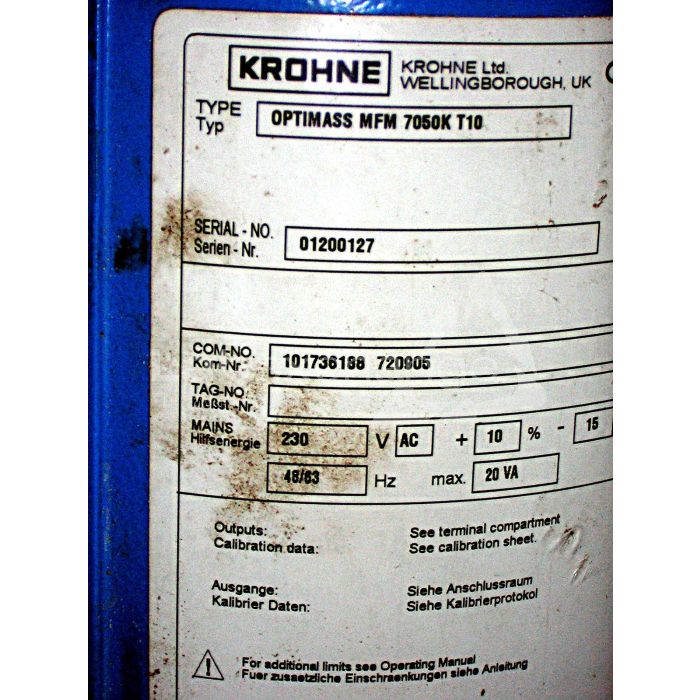 KROHNE
KROHNE Ltd.
WELLINGBOROUGH, UK
TYPE
Typ
OPTIMASS MFM 7050K T10
SERIAL - NO.
Serien - Nr.
01200127
COM-NO.
Kom-Nr.
101736198 720905
TAG-NO.
Meßst.-Nr.
MAINS
Hilfsenergie
230 V AC + 10 % - 15
48/63 Hz max. 20 VA
Outputs: See terminal compartment
Calibration data: See calibration sheet.
Ausgange: Siehe Anschlussraum
Kalibrier Daten: Siehe Kalibrierprotokol
For additional limits see Operating Manual
Fuer zusaetzliche Einschraenkungen siehe Anleitung